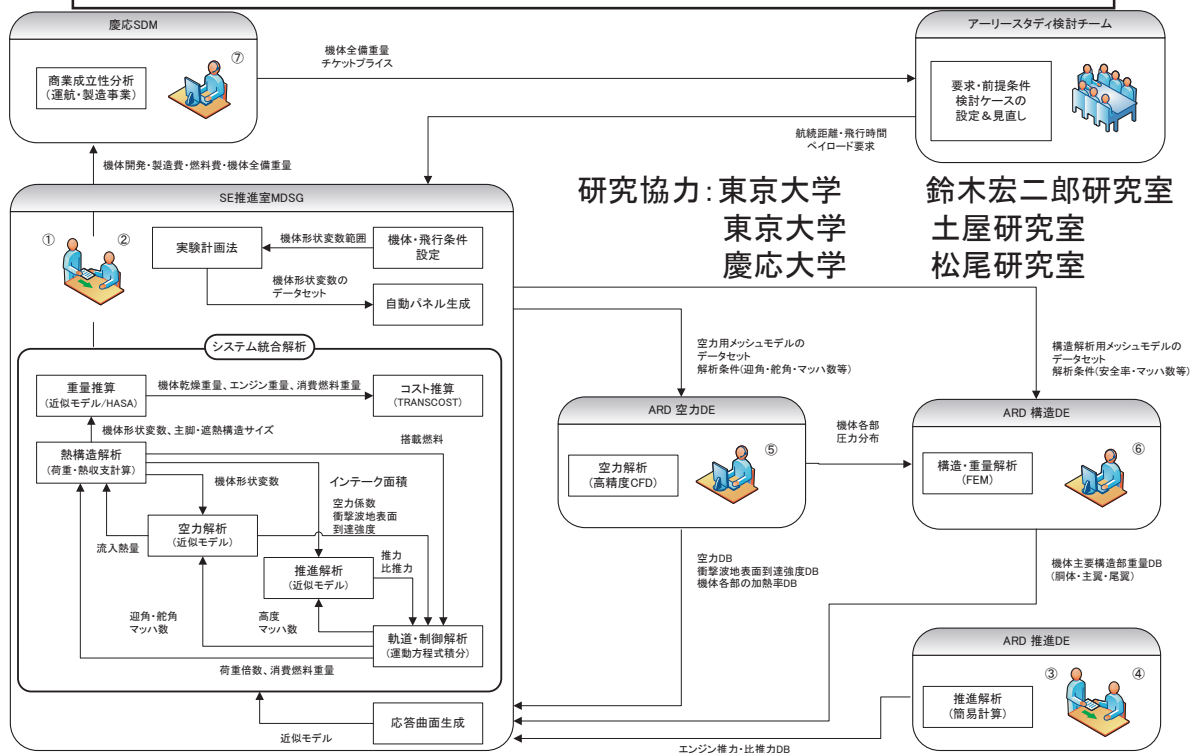 慶応SDM
⑦
商業成立性分析
(運航・製造事業)
機体全備重量
チケットプライス
アーリースタディ検討チーム
要求・前提条件
検討ケースの
設定&見直し
航続距離・飛行時間
ペイロード要求
機体開発・製造費・燃料費・機体全備重量
研究協力:東京大学 鈴木宏二郎研究室
東京大学 土屋研究室
慶応大学 松尾研究室
SE推進室MDSG
① ②
実験計画法
機体形状変数範囲
機体・飛行条件
設定
機体形状変数の
データセット
自動パネル生成
システム統合解析
重量推算
(近似モデル/HASA)
機体乾燥重量、エンジン重量、消費燃料重量
コスト推算
(TRANSCOST)
機体形状変数、主脚・遮熱構造サイズ
搭載燃料
熱構造解析
(荷重・熱収支計算)
機体形状変数
インテーク面積
空力係数
衝撃波地表面
到達強度
空力解析
(近似モデル)
流入熱量
推進解析
(近似モデル)
推力
比推力
迎角・舵角
マッハ数
高度
マッハ数
軌道・制御解析
(運動方程式積分)
荷重倍数、消費燃料重量
応答曲面生成
近似モデル
空力用メッシュモデルの
データセット
解析条件(迎角・舵角・マッハ数等)
構造解析用メッシュモデルの
データセット
解析条件(安全率・マッハ数等)
ARD 空力DE
⑤
空力解析
(高精度CFD)
機体各部
圧力分布
ARD 構造DE
⑥
構造・重量解析
(FEM)
空力DB
衝撃波地表面到達強度DB
機体各部の加熱率DB
機体主要構造部重量DB
(胴体・主翼・尾翼)
ARD 推進DE
③ ④
推進解析
(簡易計算)
エンジン推力・比推力DB